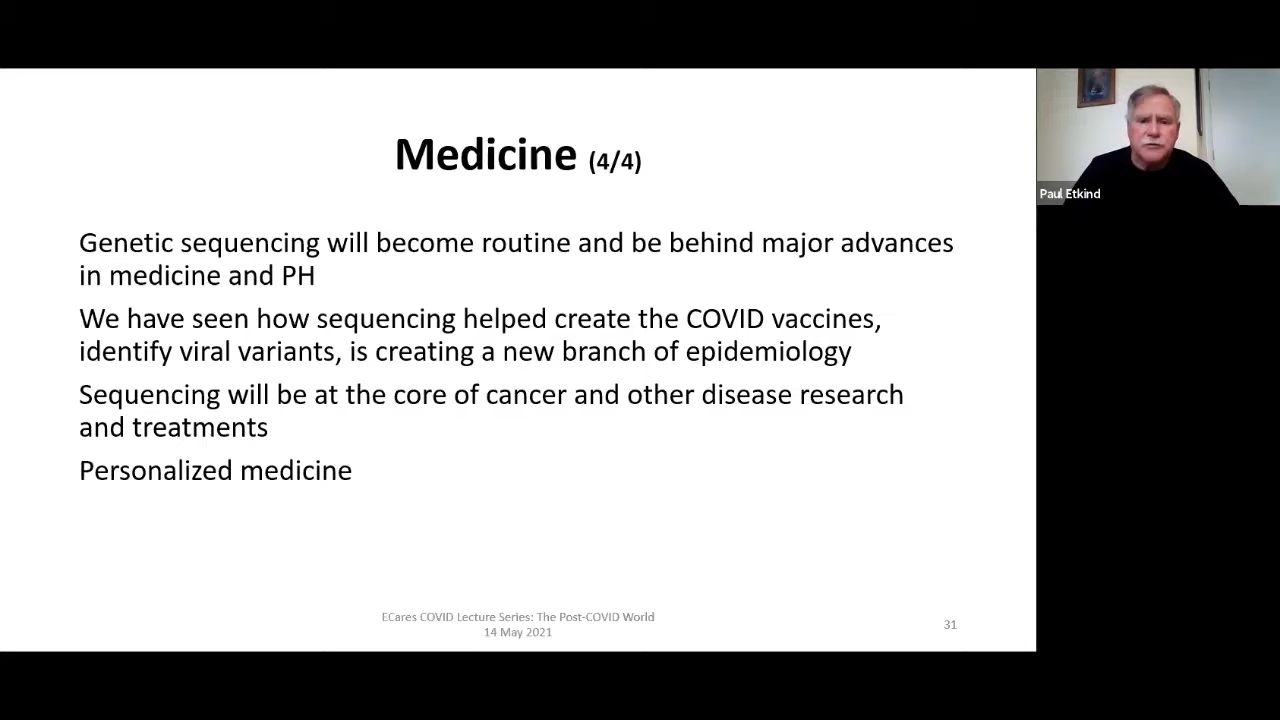 Medicine (4/4)
Genetic sequencing will become routine and be behind major advances
in medicine and PH
We have seen how sequencing helped create the COVID vaccines,
identify viral variants, is creating a new branch of epidemiology
Sequencing will be at the core of cancer and other disease research
and treatments
Personalized medicine
ECares COVID Lecture Series: The Post-COVID World
14 May 2021
31
Paul Etkind